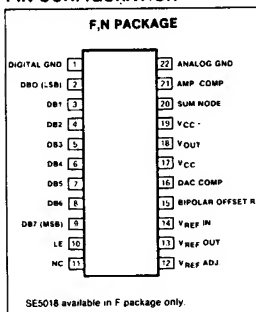 F,N PACKAGE
DIGITAL GND 1
DB0 (LSB) 2
DB1 3
DB2 4
DB3 5
DB4 6
DB5 7
DB6 8
DB7 (MSB) 9
LE 10
NC 11
22 ANALOG GND
21 AMP COMP
20 SUM NODE
19 VCC -
18 VOUT
17 VCC
16 DAC COMP
15 BIPOLAR OFFSET R
14 VREF IN
13 VREF OUT
12 VREF ADJ
SE5018 available in F package only.